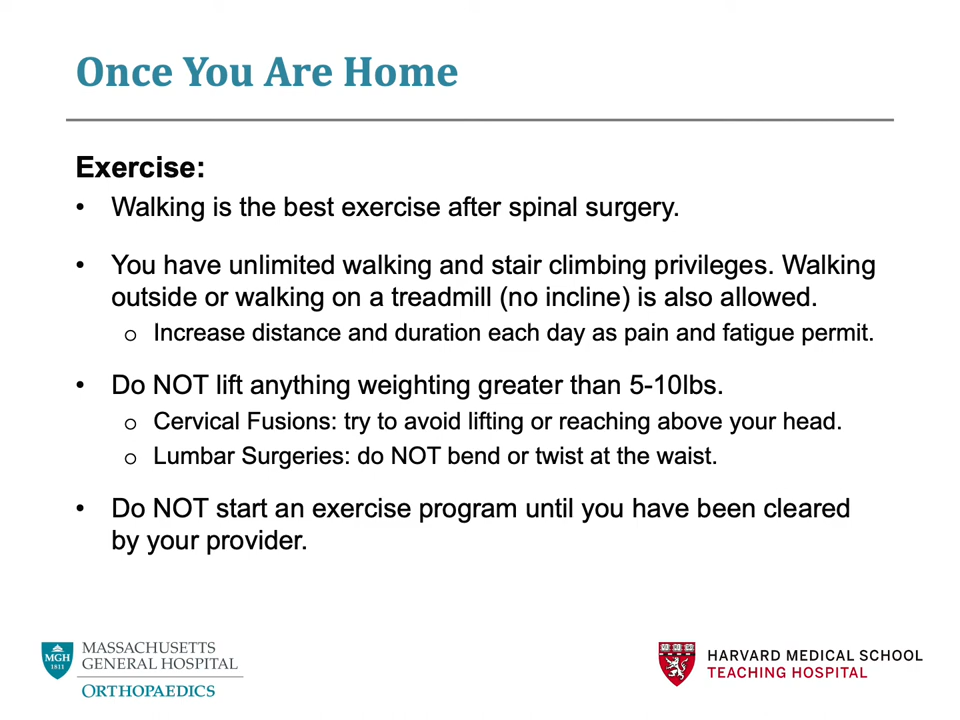 Once You Are Home
Exercise:
• Walking is the best exercise after spinal surgery.
• You have unlimited walking and stair climbing privileges. Walking
outside or walking on a treadmill (no incline) is also allowed.
o Increase distance and duration each day as pain and fatigue permit.
• Do NOT lift anything weighting greater than 5-10lbs.
o Cervical Fusions: try to avoid lifting or reaching above your head.
o Lumbar Surgeries: do NOT bend or twist at the waist.
• Do NOT start an exercise program until you have been cleared
by your provider.
MGH
1811
MASSACHUSETTS
GENERAL HOSPITAL
ORTHOPAEDICS
HARVARD MEDICAL SCHOOL
TEACHING HOSPITAL